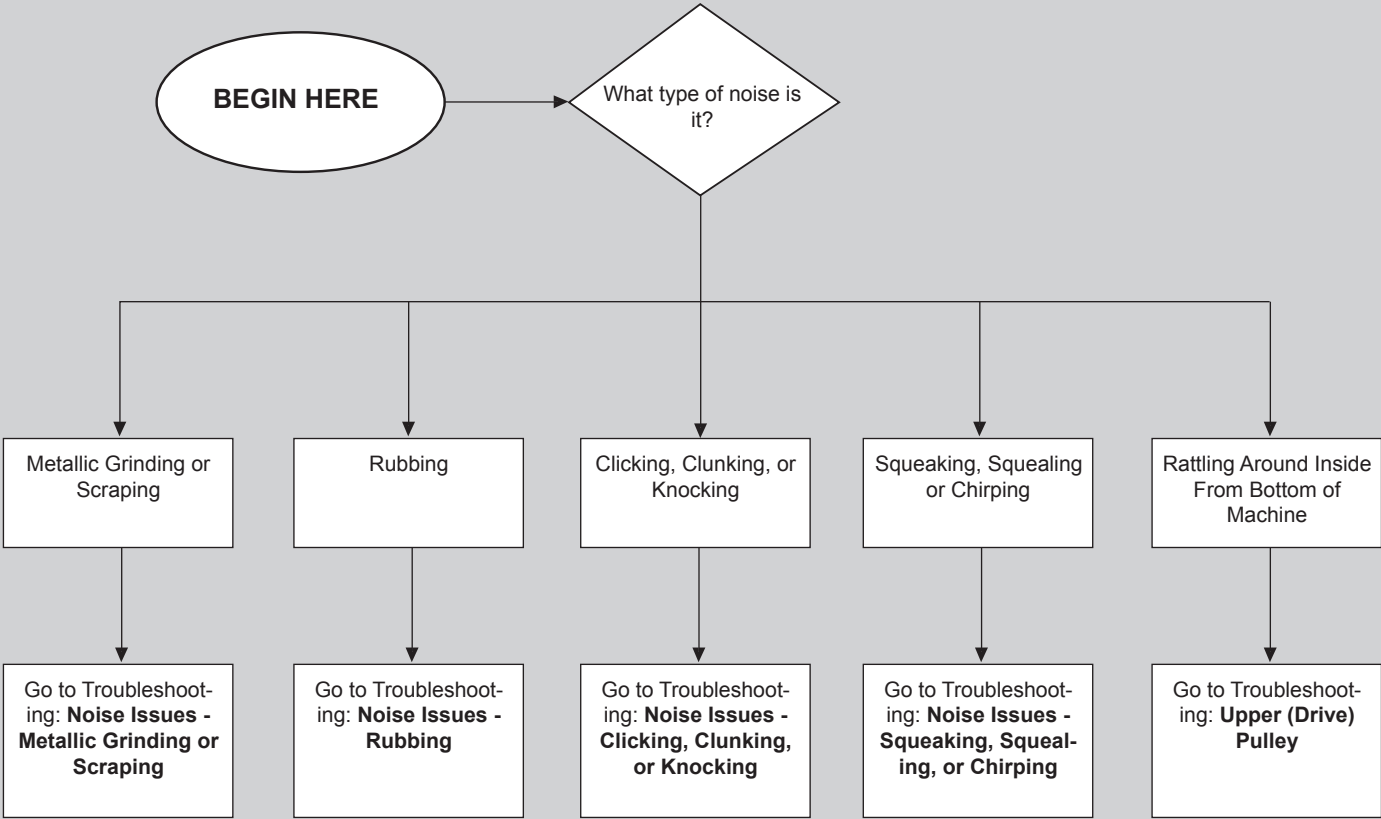 BEGIN HERE
What type of noise is
it?
Metallic Grinding or
Scraping
Rubbing
Clicking, Clunking, or
Knocking
Squeaking, Squealing
or Chirping
Rattling Around Inside
From Bottom of
Machine
Go to Troubleshoot-
ing: Noise Issues -
Metallic Grinding or
Scraping
Go to Troubleshoot-
ing: Noise Issues -
Rubbing
Go to Troubleshoot-
ing: Noise Issues -
Clicking, Clunking,
or Knocking
Go to Troubleshoot-
ing: Noise Issues -
Squeaking, Squeal-
ing, or Chirping
Go to Troubleshoot-
ing: Upper (Drive)
Pulley